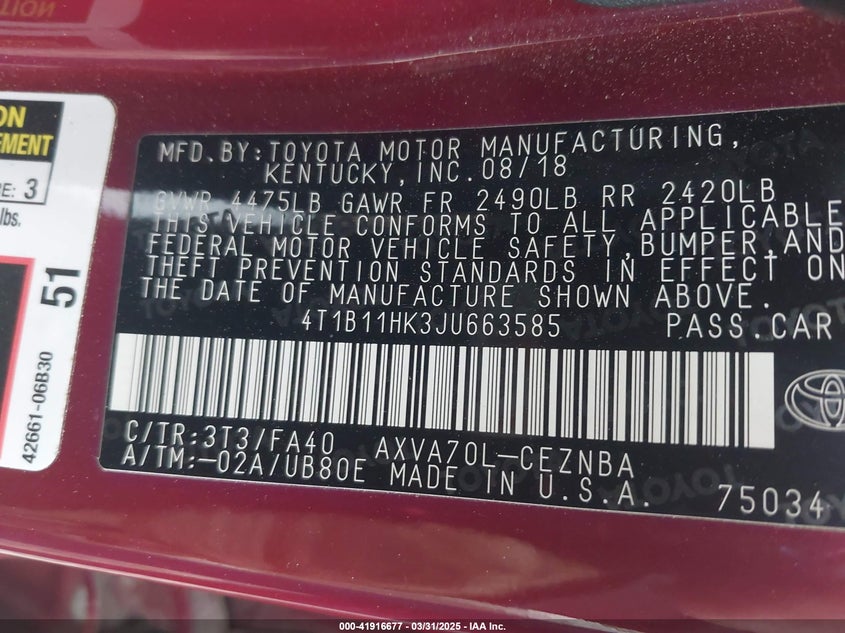 ON
EMENT
RE: 3
lbs.
51
42661-06B30
MFD.BY:TOYOTA MOTOR MANUFACTURING,
KENTUCKY,INC.08/18
GVWR 4475LB GAWR FR 2490LB RR 2420LB
THIS VEHICLE CONFORMS TO ALL APPLICABLE
FEDERAL MOTOR VEHICLE SAFETY,BUMPER,AND
THEFT PREVENTION STANDARDS IN EFFECT ON
THE DATE OF MANUFACTURE SHOWN ABOVE.
4T1B11HK3JU663585 PASS.CAR
C/TR:3T3/FA40 AXVA70L-CEZNBA
A/TM:-02A/UB80E MADE IN U.S.A. 75034
000-41916677 — 03/31/2025 — IAA Inc.